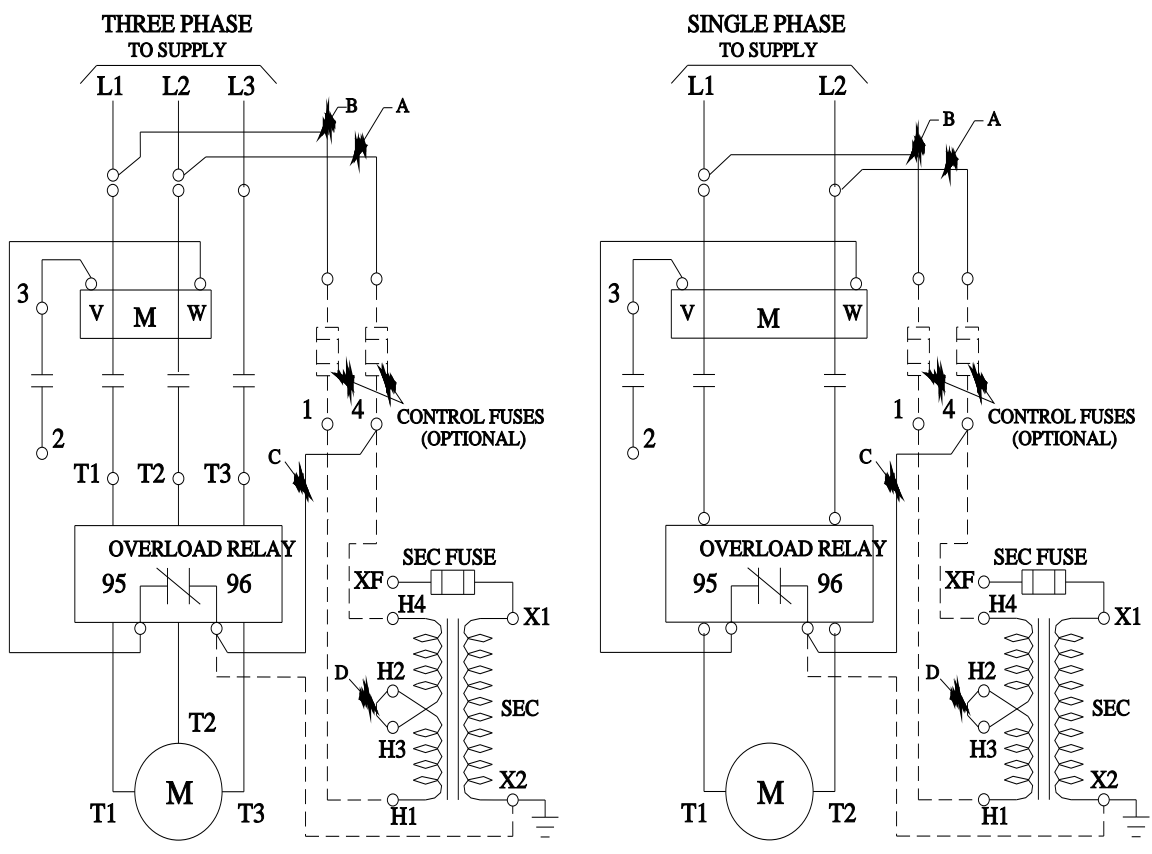 THREE PHASE
TO SUPPLY
L1 L2 L3
B
A
3
V M W
1 4
CONTROL FUSES
(OPTIONAL)
2
C
T1 T2 T3
OVERLOAD RELAY
95 96
SEC FUSE
XF
H4
X1
D
H2
SEC
T2
H3
X2
T1 M T3
H1
SINGLE PHASE
TO SUPPLY
L1 L2
B
A
3
V M W
1 4
CONTROL FUSES
(OPTIONAL)
2
C
OVERLOAD RELAY
95 96
SEC FUSE
XF
H4
X1
D
H2
SEC
H3
X2
T1 M T2
H1